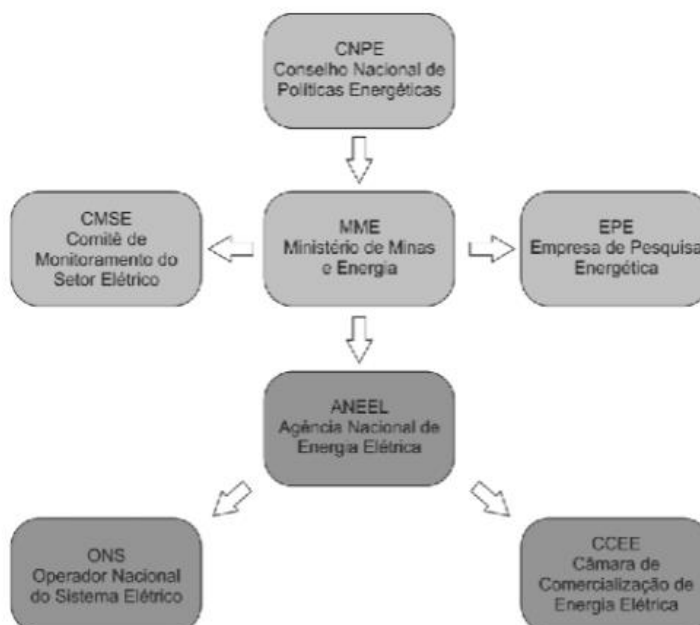 CNPE
Conselho Nacional de
Políticas Energéticas
CMSE
Comitê de
Monitoramento do
Setor Elétrico
MME
Ministério de Minas
e Energia
EPE
Empresa de Pesquisa
Energética
ANEEL
Agência Nacional de
Energia Elétrica
ONS
Operador Nacional
do Sistema Elétrico
CCEE
Câmara de
Comercialização de
Energia Elétrica